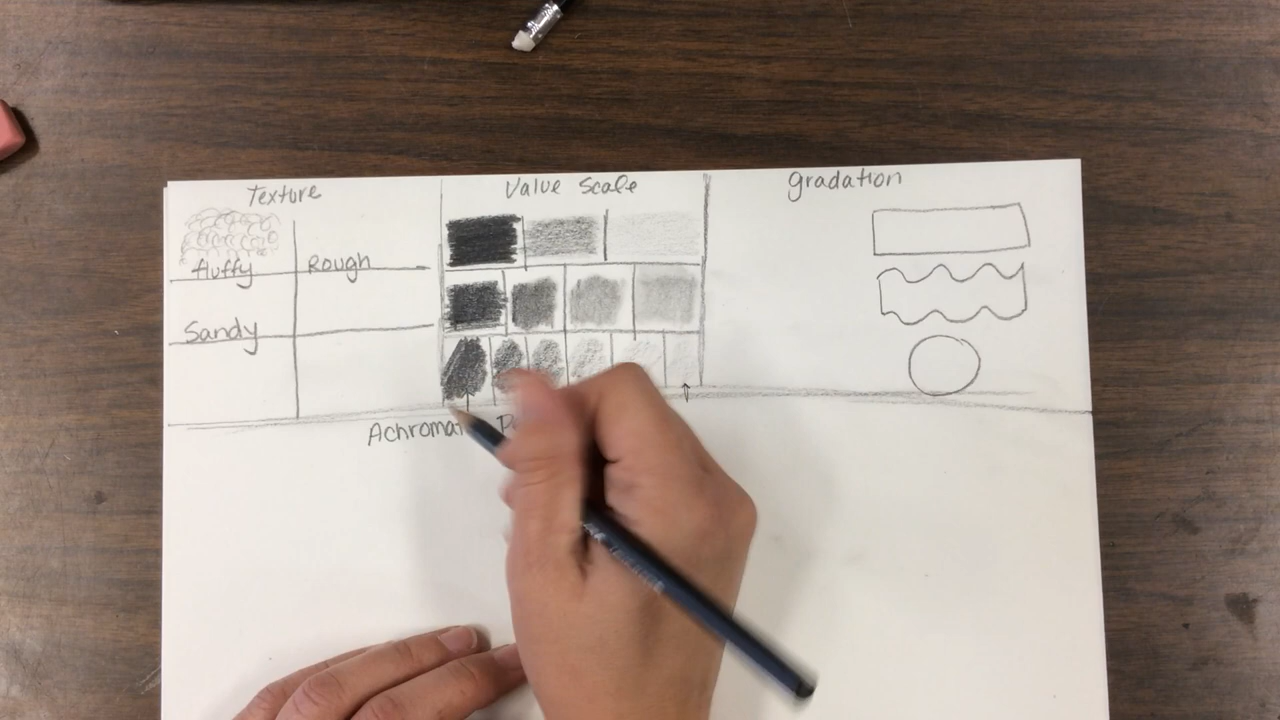 Texture
Value Scale
gradation
fluffy
Rough
Sandy